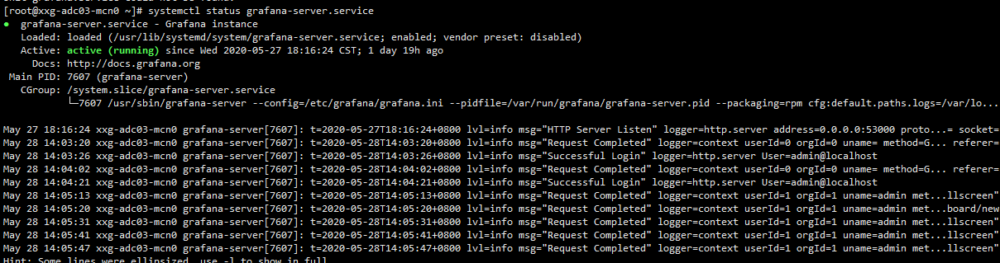 [root@xxg-adc03-mcn0 ~]# systemctl status grafana-server.service
● grafana-server.service - Grafana instance
Loaded: loaded (/usr/lib/systemd/system/grafana-server.service; enabled; vendor preset: disabled)
Active: active (running) since Wed 2020-05-27 18:16:24 CST; 1 day 19h ago
Docs: http://docs.grafana.org
Main PID: 7607 (grafana-server)
CGroup: /system.slice/grafana-server.service
└─7607 /usr/sbin/grafana-server --config=/etc/grafana/grafana.ini --pidfile=/var/run/grafana/grafana-server.pid --packaging=rpm cfg:default.paths.logs=/var/lo...
May 27 18:16:24 xxg-adc03-mcn0 grafana-server[7607]: t=2020-05-27T18:16:24+0800 lvl=info msg="HTTP Server Listen" logger=http.server address=0.0.0.0:53000 proto...= socket=
May 28 14:03:20 xxg-adc03-mcn0 grafana-server[7607]: t=2020-05-28T14:03:20+0800 lvl=info msg="Request Completed" logger=context userId=0 orgId=0 uname= method=G... referer=
May 28 14:03:26 xxg-adc03-mcn0 grafana-server[7607]: t=2020-05-28T14:03:26+0800 lvl=info msg="Successful Login" logger=http.server User=admin@localhost
May 28 14:04:02 xxg-adc03-mcn0 grafana-server[7607]: t=2020-05-28T14:04:02+0800 lvl=info msg="Request Completed" logger=context userId=0 orgId=0 uname= method=G... referer=
May 28 14:04:21 xxg-adc03-mcn0 grafana-server[7607]: t=2020-05-28T14:04:21+0800 lvl=info msg="Successful Login" logger=http.server User=admin@localhost
May 28 14:05:13 xxg-adc03-mcn0 grafana-server[7607]: t=2020-05-28T14:05:13+0800 lvl=info msg="Request Completed" logger=context userId=1 orgId=1 uname=admin met...llscreen"
May 28 14:05:20 xxg-adc03-mcn0 grafana-server[7607]: t=2020-05-28T14:05:20+0800 lvl=info msg="Request Completed" logger=context userId=1 orgId=1 uname=admin met...board/new
May 28 14:05:31 xxg-adc03-mcn0 grafana-server[7607]: t=2020-05-28T14:05:31+0800 lvl=info msg="Request Completed" logger=context userId=1 orgId=1 uname=admin met...llscreen"
May 28 14:05:41 xxg-adc03-mcn0 grafana-server[7607]: t=2020-05-28T14:05:41+0800 lvl=info msg="Request Completed" logger=context userId=1 orgId=1 uname=admin met...llscreen"
May 28 14:05:47 xxg-adc03-mcn0 grafana-server[7607]: t=2020-05-28T14:05:47+0800 lvl=info msg="Request Completed" logger=context userId=1 orgId=1 uname=admin met...llscreen"
Hint: Some lines were ellipsized, use -l to show in full.